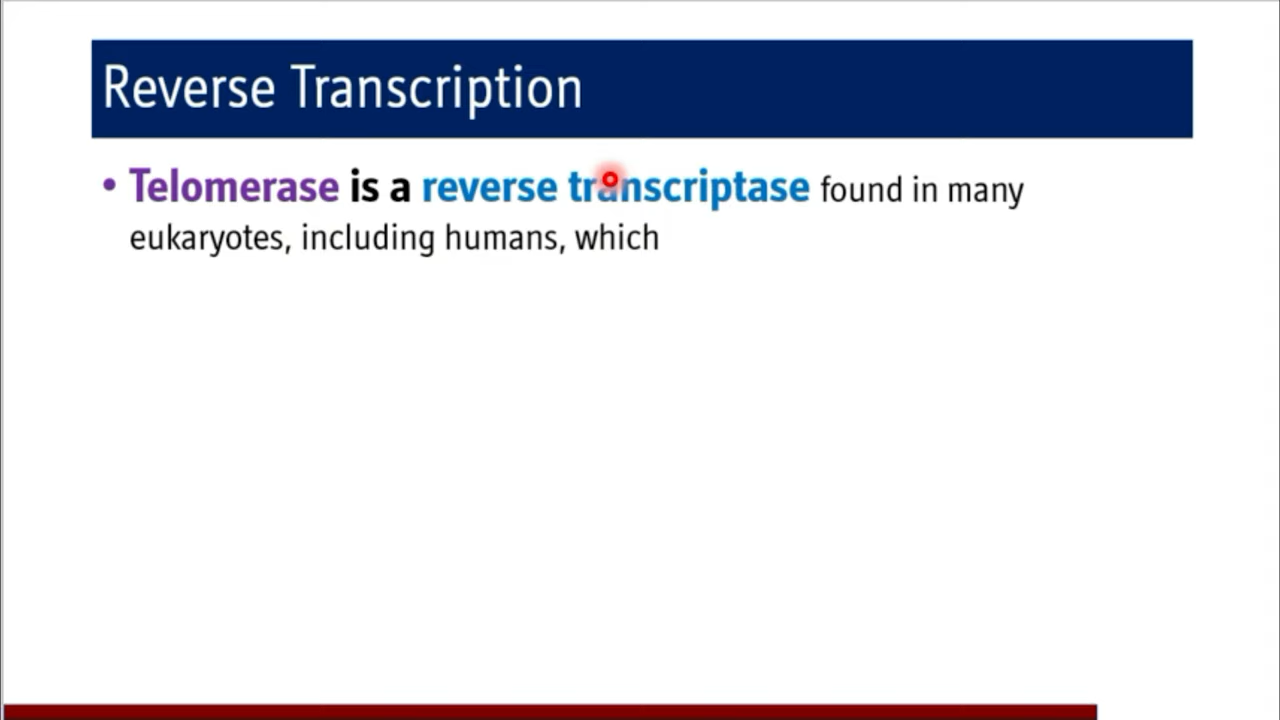 Reverse Transcription
• Telomerase is a reverse transcriptase found in many
eukaryotes, including humans, which